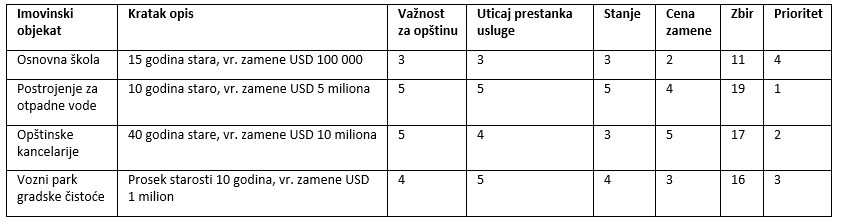 Imovinski objekat Kratak opis Važnost za opštinu Uticaj prestanka usluge Stanje Cena zamene Zbir Prioritet
Osnovna škola 15 godina stara, vr. zamene USD 100 000 3 3 3 2 11 4
Postrojenje za otpadne vode 10 godina staro, vr. zamene USD 5 miliona 5 5 5 4 19 1
Opštinske kancelarije 40 godina stare, vr. zamene USD 10 miliona 5 4 3 5 17 2
Vozni park gradske čistoće Prosek starosti 10 godina, vr. zamene USD 1 milion 4 5 4 3 16 3